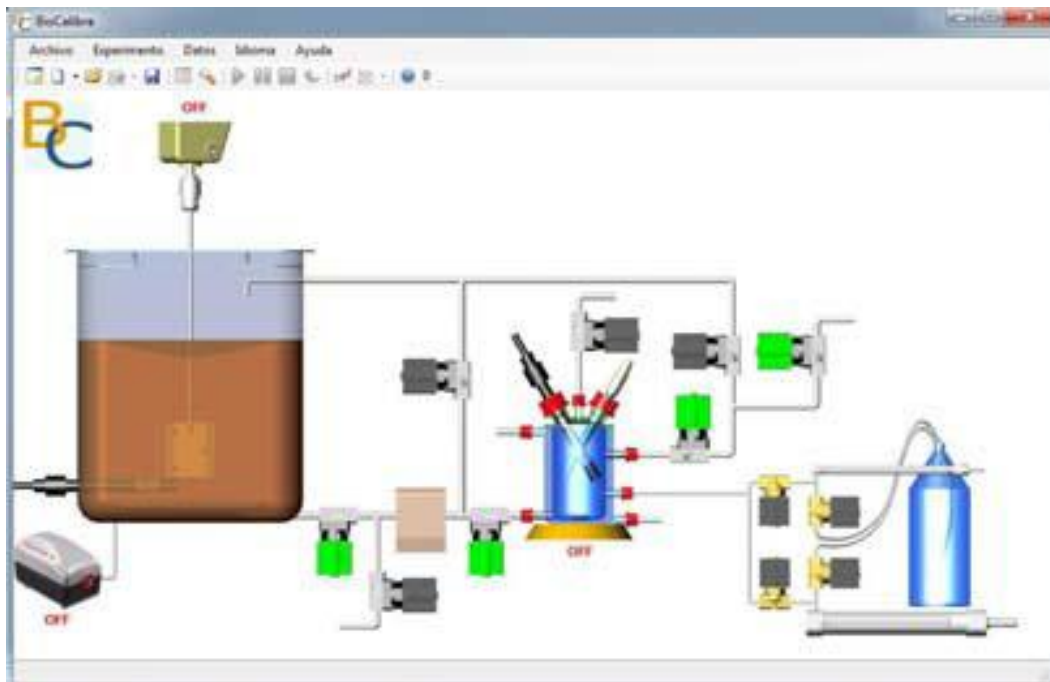 BioCalibra
Archivo Experimento Datos Idioma Ayuda
BC
OFF
OFF
OFF